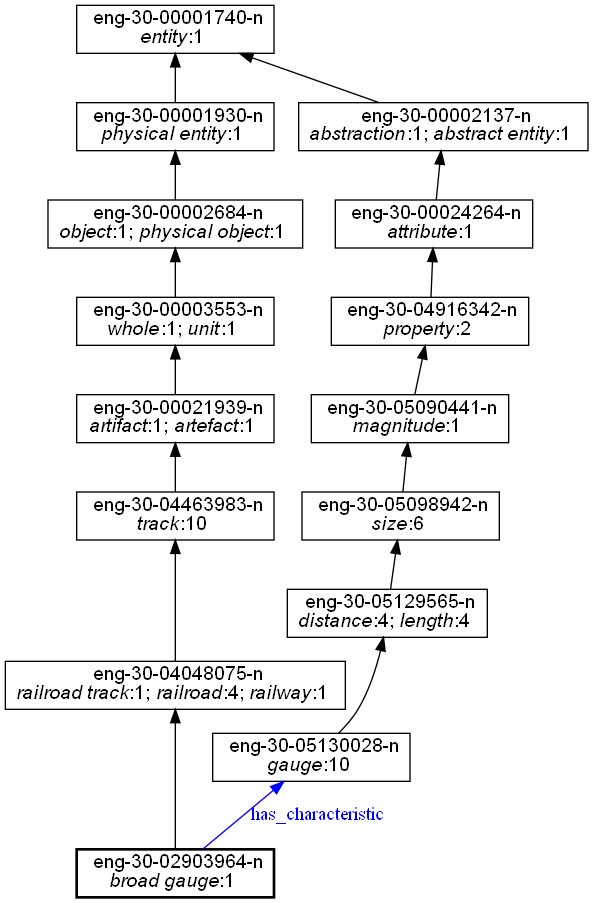 eng-30-00001740-n
entity:1
eng-30-00001930-n
physical entity:1
eng-30-00002137-n
abstraction:1; abstract entity:1
eng-30-00002684-n
object:1; physical object:1
eng-30-00024264-n
attribute:1
eng-30-00003553-n
whole:1; unit:1
eng-30-04916342-n
property:2
eng-30-00021939-n
artifact:1; artefact:1
eng-30-05090441-n
magnitude:1
eng-30-04463983-n
track:10
eng-30-05098942-n
size:6
eng-30-05129565-n
distance:4; length:4
eng-30-04048075-n
railroad track:1; railroad:4; railway:1
eng-30-05130028-n
gauge:10
has_characteristic
eng-30-02903964-n
broad gauge:1